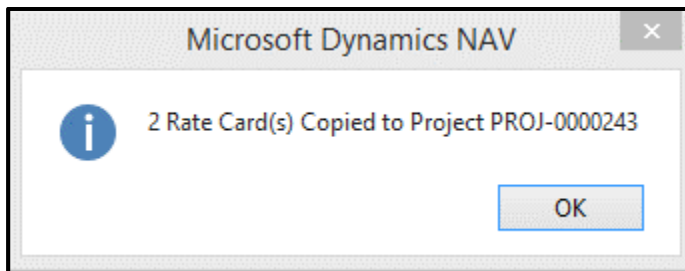 Microsoft Dynamics NAV
2 Rate Card(s) Copied to Project PROJ-0000243
OK